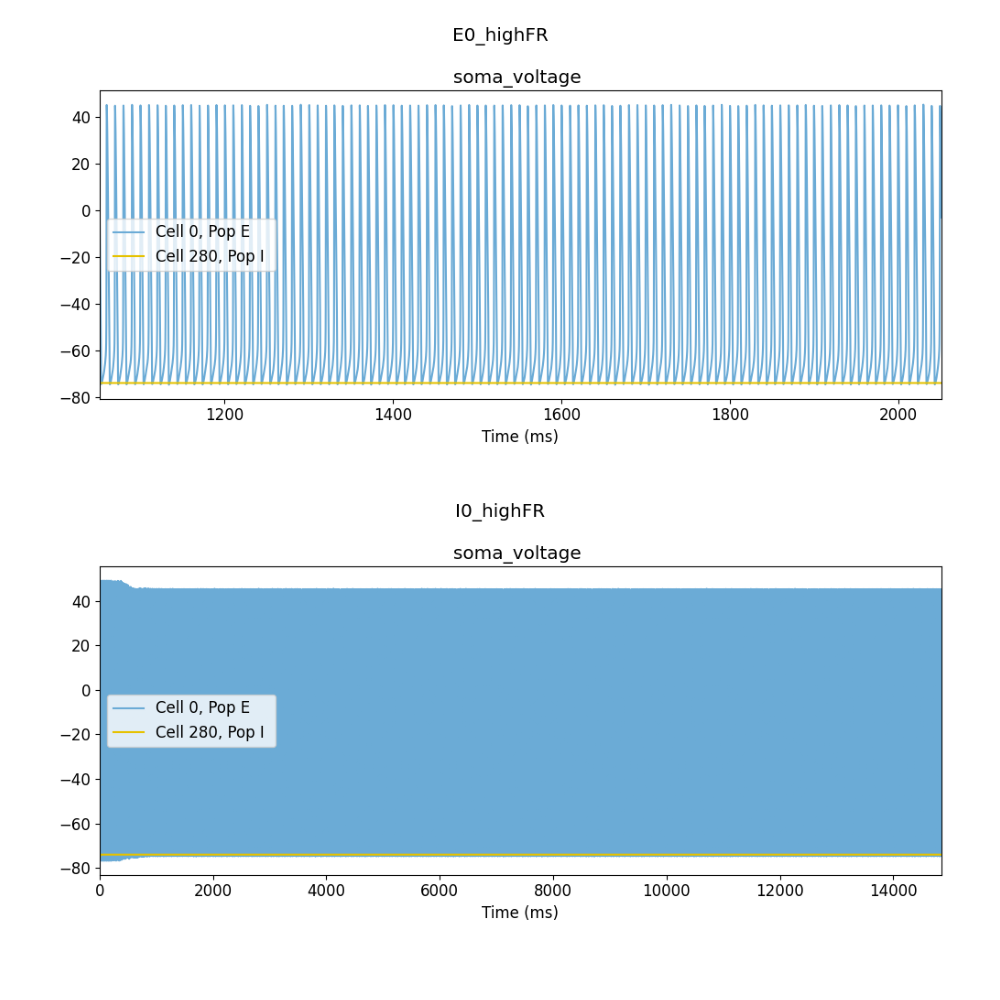 E0_highFR
soma_voltage
40
20
0
−20
−40
−60
−80
Cell 0, Pop E
Cell 280, Pop I
1200 1400 1600 1800 2000
Time (ms)
I0_highFR
soma_voltage
40
20
0
−20
−40
−60
−80
Cell 0, Pop E
Cell 280, Pop I
0 2000 4000 6000 8000 10000 12000 14000
Time (ms)